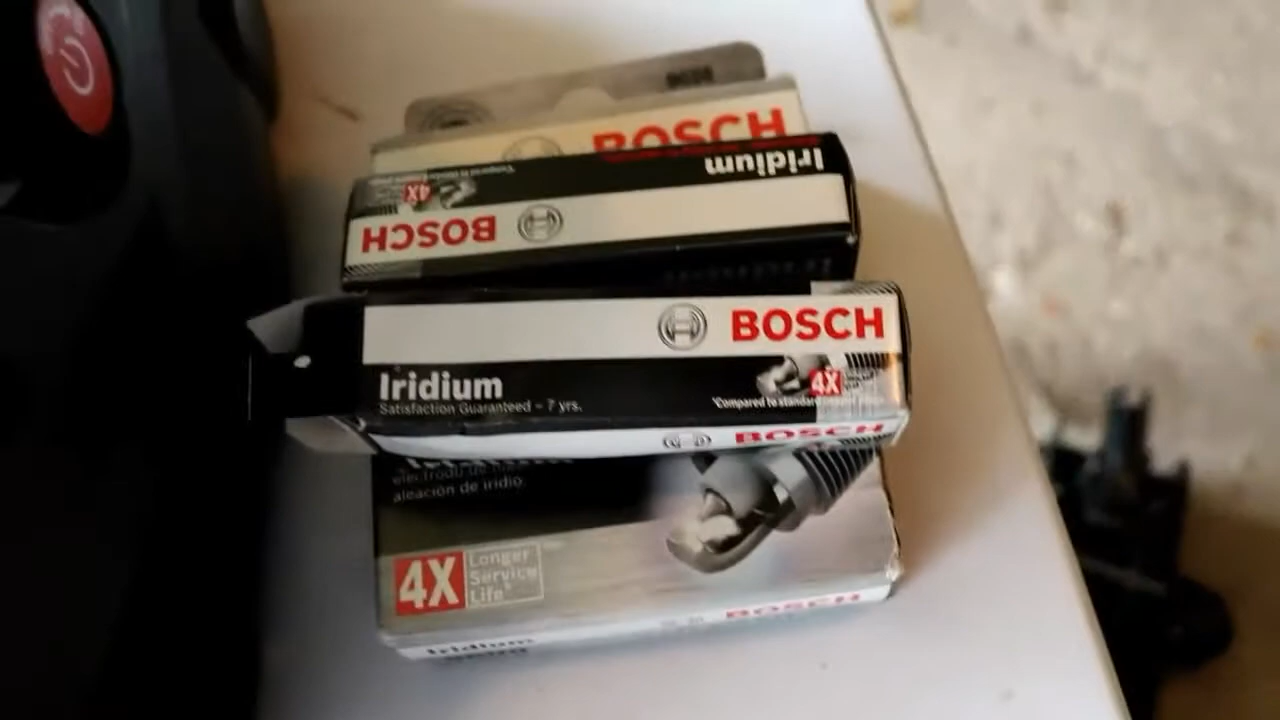 BOSCH
Iridium
4X
BOSCH
BOSCH
Iridium
4X
Satisfaction Guaranteed - 7 yrs.
*Compared to standard copper plugs
BOSCH
aleación de iridio.
4X
Longer
Service
Life*
BOSCH
Iridium